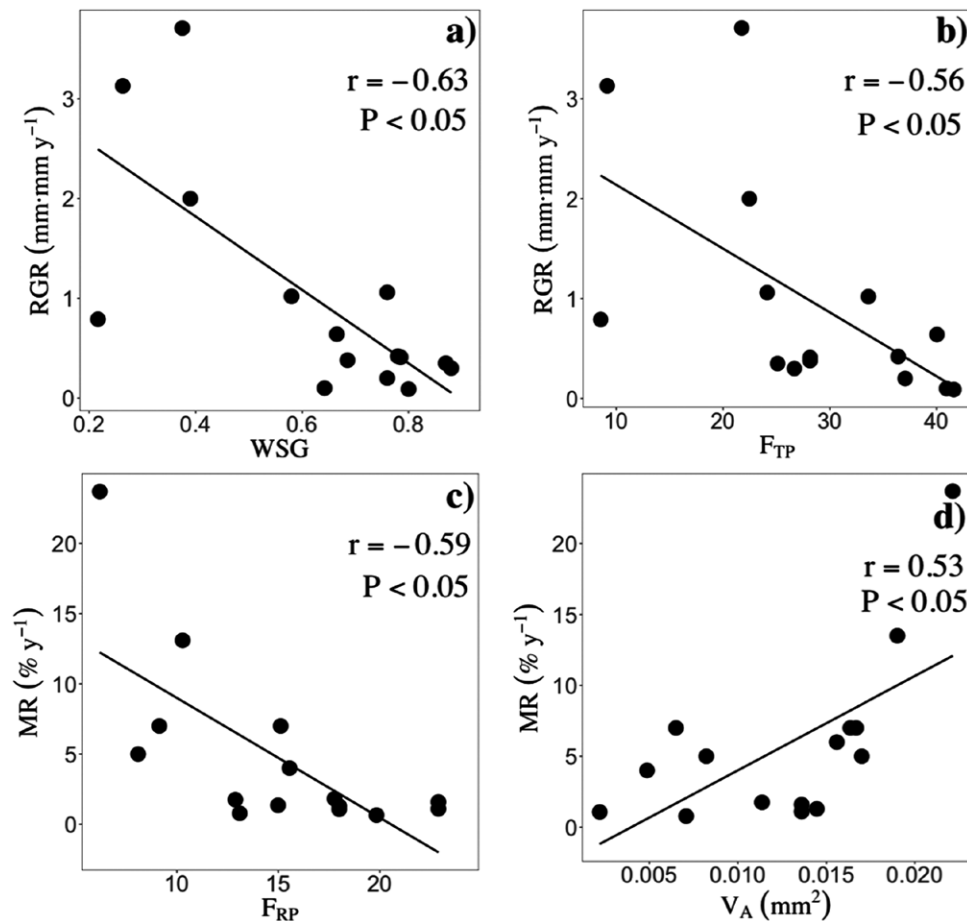 a)
r = −0.63
P < 0.05
RGR (mm·mm y⁻¹)
3
2
1
0
0.2 0.4 0.6 0.8
WSG
b)
r = −0.56
P < 0.05
RGR (mm·mm y⁻¹)
3
2
1
0
10 20 30 40
F_TP
c)
r = −0.59
P < 0.05
MR (% y⁻¹)
20
15
10
5
0
10 15 20
F_RP
d)
r = 0.53
P < 0.05
MR (% y⁻¹)
20
15
10
5
0
0.005 0.010 0.015 0.020
V_A (mm²)